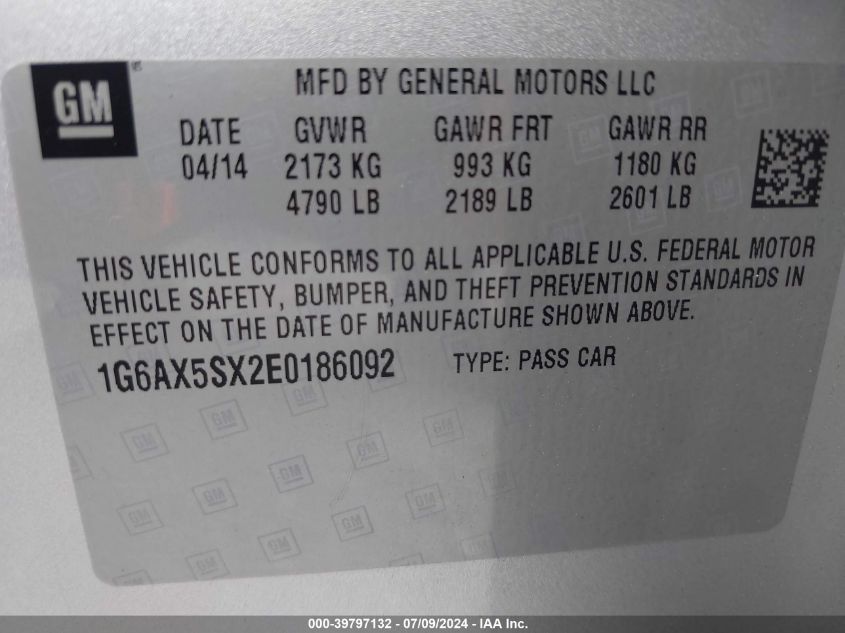 GM
MFD BY GENERAL MOTORS LLC
DATE GVWR GAWR FRT GAWR RR
04/14 2173 KG 993 KG 1180 KG
4790 LB 2189 LB 2601 LB
THIS VEHICLE CONFORMS TO ALL APPLICABLE U.S. FEDERAL MOTOR
VEHICLE SAFETY, BUMPER, AND THEFT PREVENTION STANDARDS IN
EFFECT ON THE DATE OF MANUFACTURE SHOWN ABOVE.
1G6AX5SX2E0186092 TYPE: PASS CAR
000-39797132 - 07/09/2024 - IAA Inc.